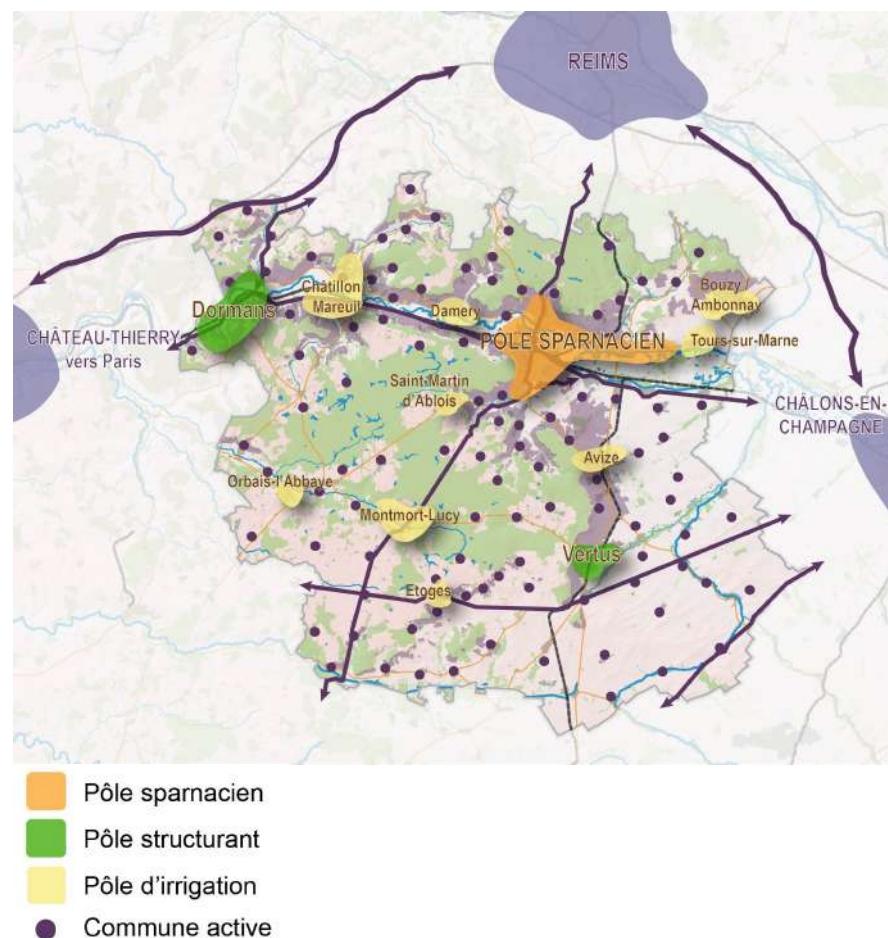 REIMS
Châtillon
Mareuil
Dormans
Damery
Bouzy
Ambonnay
CHÂTEAU-THIERRY
vers Paris
POLE SPARNACIEN
Tours-sur-Marne
Saint-Martin
d'Ablois
CHÂLONS-EN-
CHAMPAGNE
Avize
Orbais-l'Abbaye
Montmort-Lucy
Vertus
Etoges
Pôle sparnacien
Pôle structurant
Pôle d'irrigation
Commune active